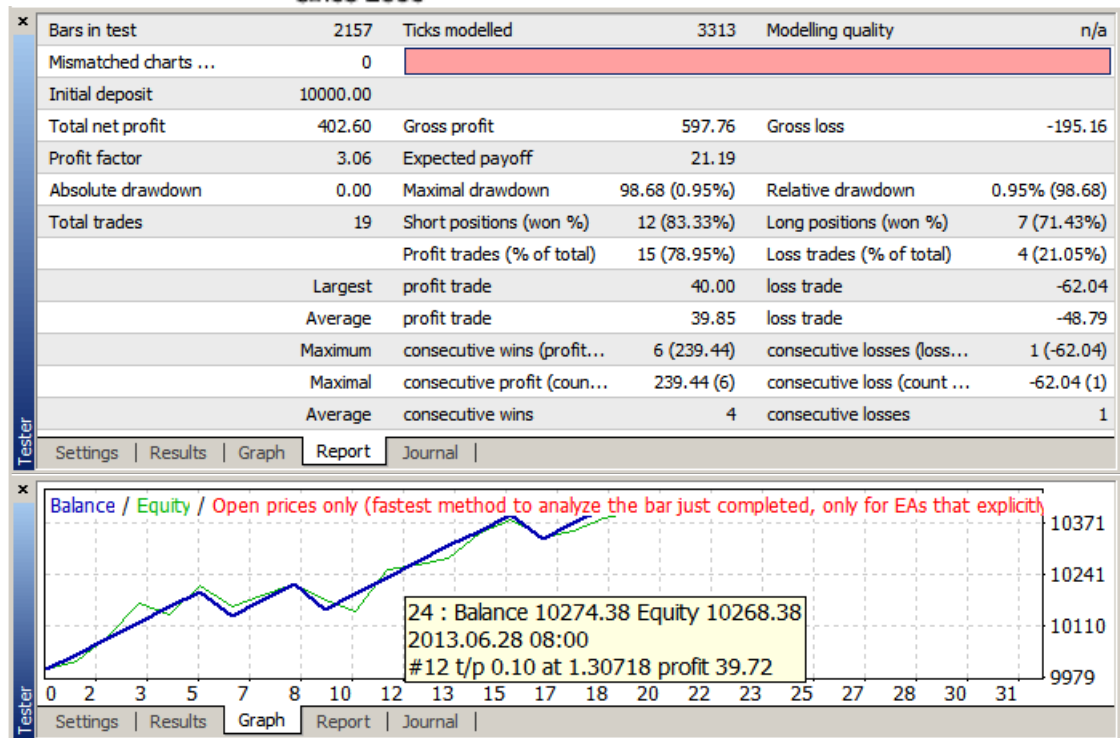 Bars in test 2157 Ticks modelled 3313 Modelling quality n/a
Mismatched charts ... 0
Initial deposit 10000.00
Total net profit 402.60 Gross profit 597.76 Gross loss -195.16
Profit factor 3.06 Expected payoff 21.19
Absolute drawdown 0.00 Maximal drawdown 98.68 (0.95%) Relative drawdown 0.95% (98.68)
Total trades 19 Short positions (won %) 12 (83.33%) Long positions (won %) 7 (71.43%)
Profit trades (% of total) 15 (78.95%) Loss trades (% of total) 4 (21.05%)
Largest profit trade 40.00 loss trade -62.04
Average profit trade 39.85 loss trade -48.79
Maximum consecutive wins (profit... 6 (239.44) consecutive losses (loss... 1 (-62.04)
Maximal consecutive profit (coun... 239.44 (6) consecutive loss (count ... -62.04 (1)
Average consecutive wins 4 consecutive losses 1
Tester
Settings | Results | Graph | Report | Journal |
Balance / Equity / Open prices only (fastest method to analyze the bar just completed, only for EAs that explicitly
10371
10241
10110
9979
24 : Balance 10274.38 Equity 10268.38
2013.06.28 08:00
#12 t/p 0.10 at 1.30718 profit 39.72
0 2 3 5 7 8 10 12 13 15 17 18 20 22 23 25 27 28 30 31
Tester
Settings | Results | Graph | Report | Journal |